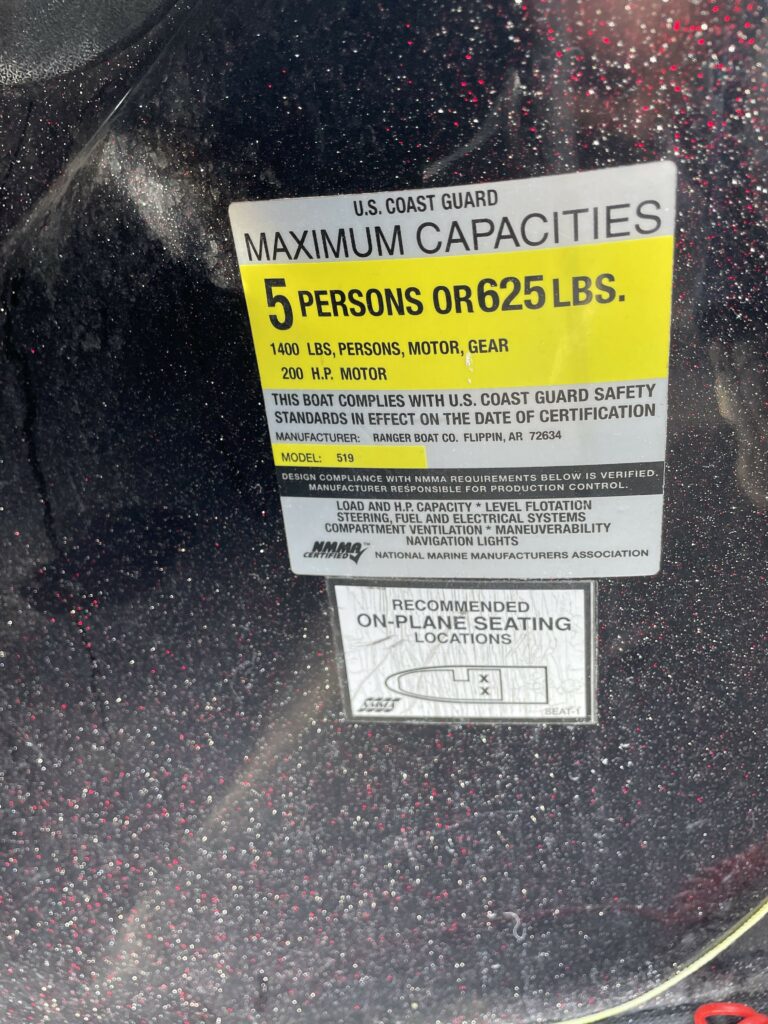 U.S. COAST GUARD
MAXIMUM CAPACITIES
5 PERSONS OR 625 LBS.
1400 LBS, PERSONS, MOTOR, GEAR
200 H.P. MOTOR
THIS BOAT COMPLIES WITH U.S. COAST GUARD SAFETY
STANDARDS IN EFFECT ON THE DATE OF CERTIFICATION
MANUFACTURER: RANGER BOAT CO. FLIPPIN, AR 72634
MODEL: 519
DESIGN COMPLIANCE WITH NMMA REQUIREMENTS BELOW IS VERIFIED.
MANUFACTURER RESPONSIBLE FOR PRODUCTION CONTROL.
LOAD AND H.P. CAPACITY * LEVEL FLOTATION
STEERING, FUEL AND ELECTRICAL SYSTEMS
COMPARTMENT VENTILATION * MANEUVERABILITY
NAVIGATION LIGHTS
NMMA CERTIFIED ™ NATIONAL MARINE MANUFACTURERS ASSOCIATION
RECOMMENDED
ON-PLANE SEATING
LOCATIONS
X
X
SEAT-1